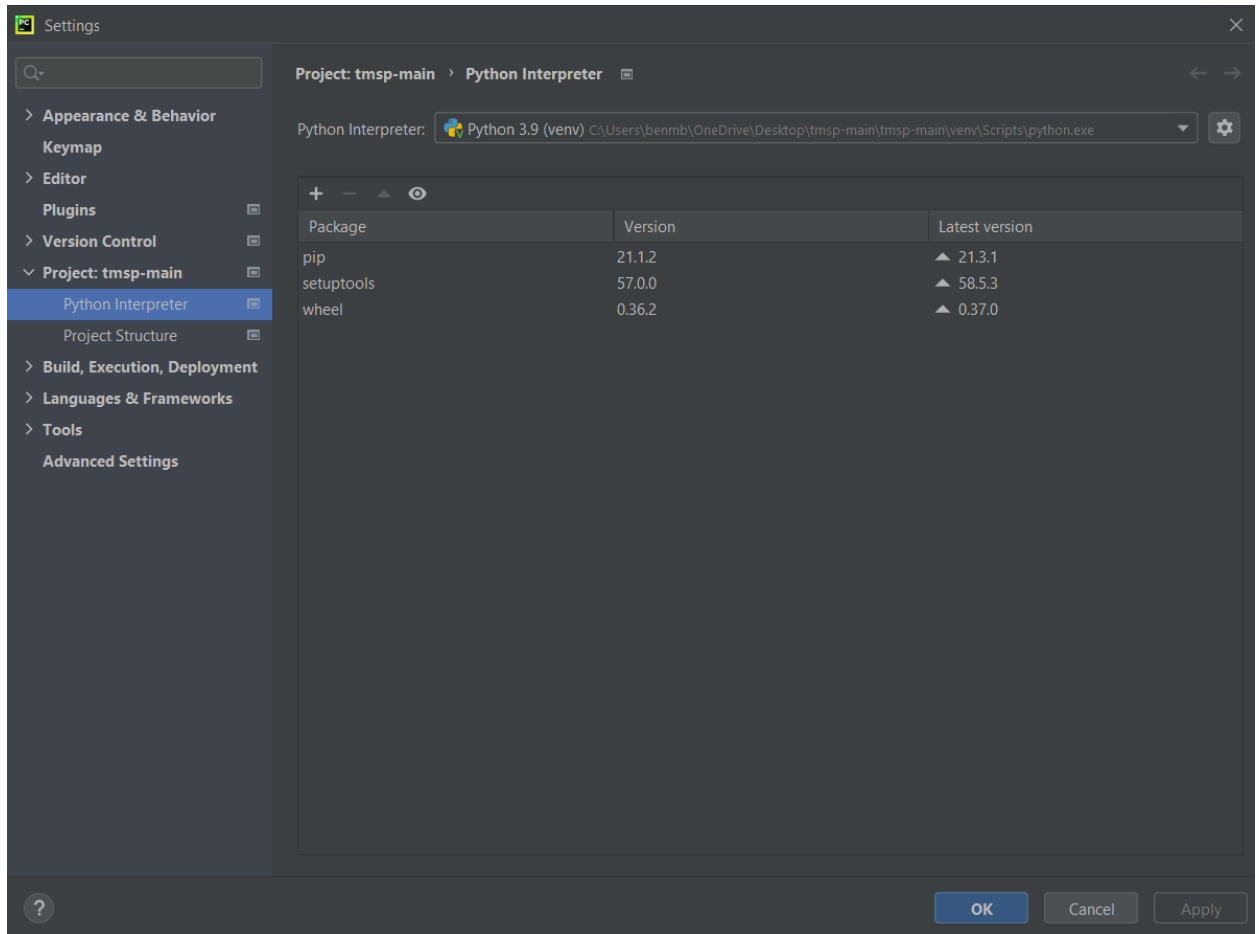 PC
Settings
Appearance & Behavior
Keymap
Editor
Plugins
Version Control
Project: tmsp-main
Python Interpreter
Project Structure
Build, Execution, Deployment
Languages & Frameworks
Tools
Advanced Settings
Project: tmsp-main › Python Interpreter
Python Interpreter: Python 3.9 (venv) C:\Users\benmb\OneDrive\Desktop\tmsp-main\tmsp-main\venv\Scripts\python.exe
Package Version Latest version
pip 21.1.2 21.3.1
setuptools 57.0.0 58.5.3
wheel 0.36.2 0.37.0
? OK Cancel Apply